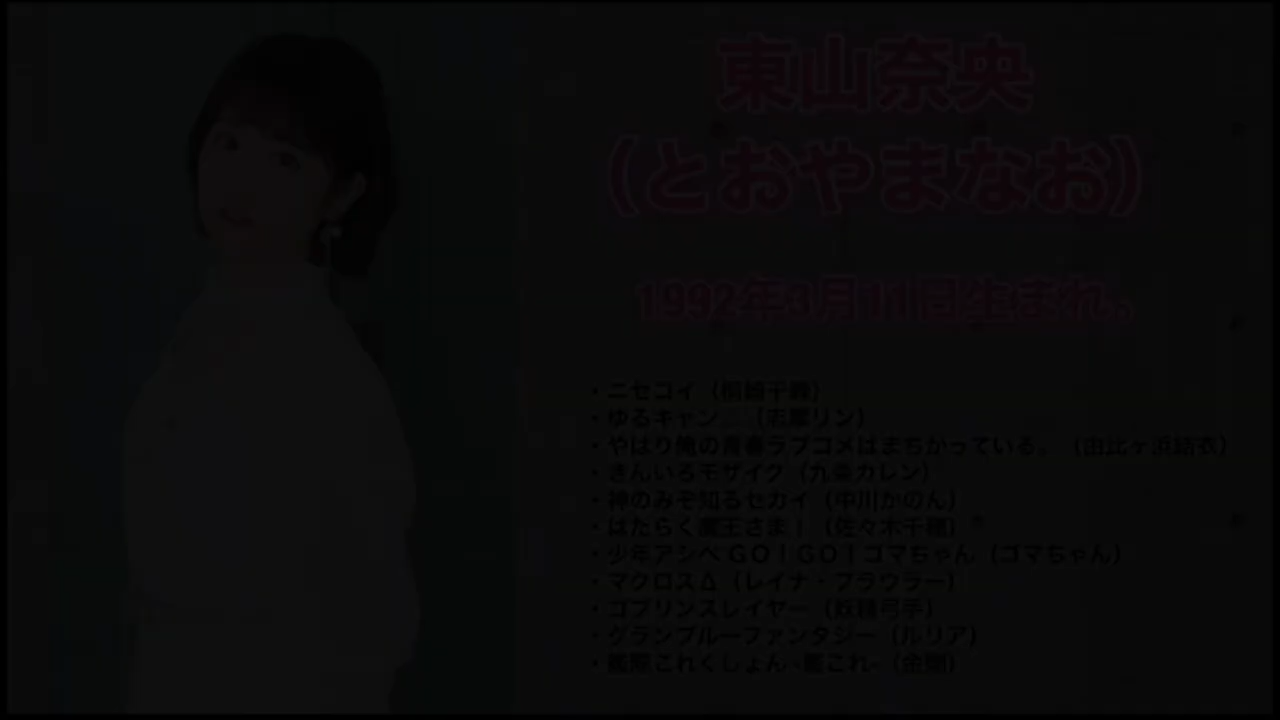 東山奈央
（とおやまなお）
1992年3月11日生まれ、
・ニセコイ（桐崎千棘）
・ゆるキャン△（志摩リン）
・やはり俺の青春ラブコメはまちがっている。（由比ヶ浜結衣）
・きんいろモザイク（九条カレン）
・神のみぞ知るセカイ（中川かのん）
・はたらく魔王さま！（佐々木千穂）
・少年アシベ GO！GO！ゴマちゃん（ゴマちゃん）
・マクロスΔ（レイナ・プラウラー）
・ゴブリンスレイヤー（妖精弓手）
・グランブルーファンタジー（ルリア）
・艦隊これくしょん -艦これ-（金剛）